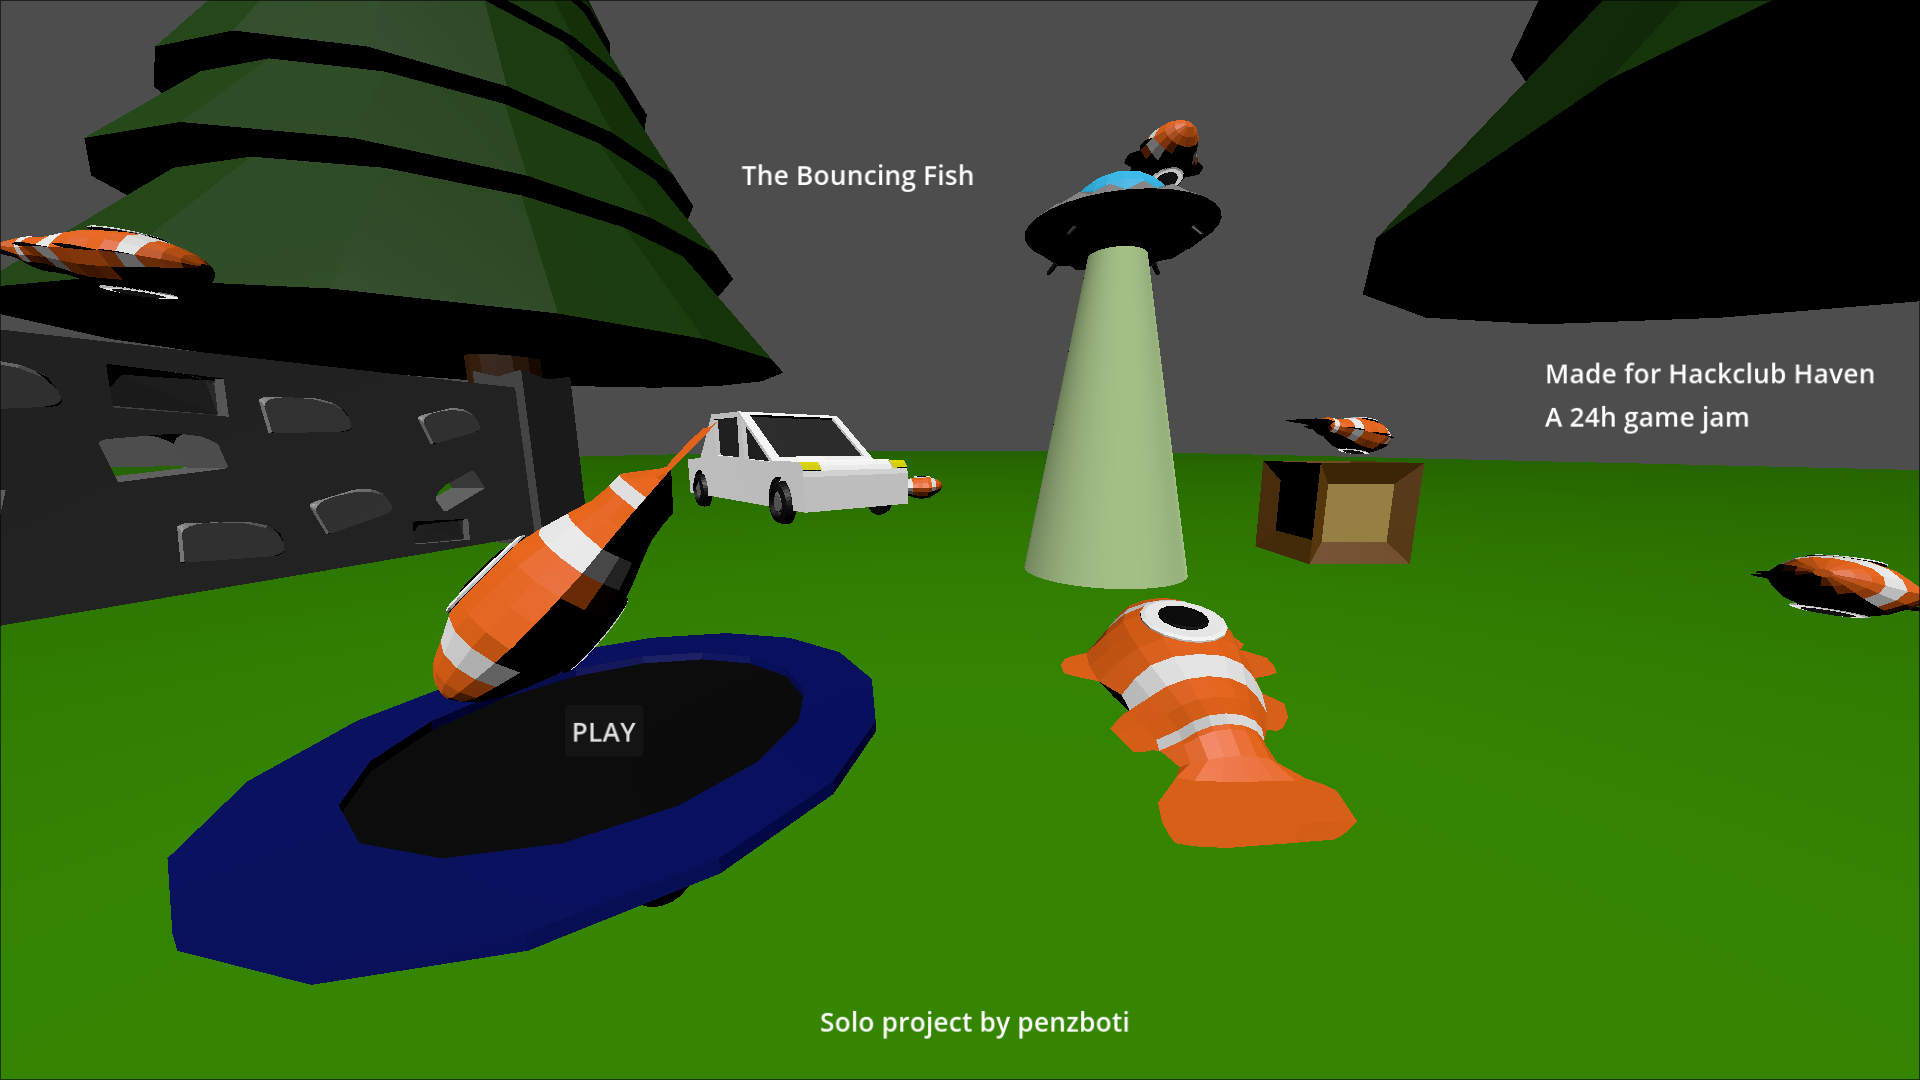 The Bouncing Fish
Made for Hackclub Haven
A 24h game jam
PLAY
Solo project by penzboti